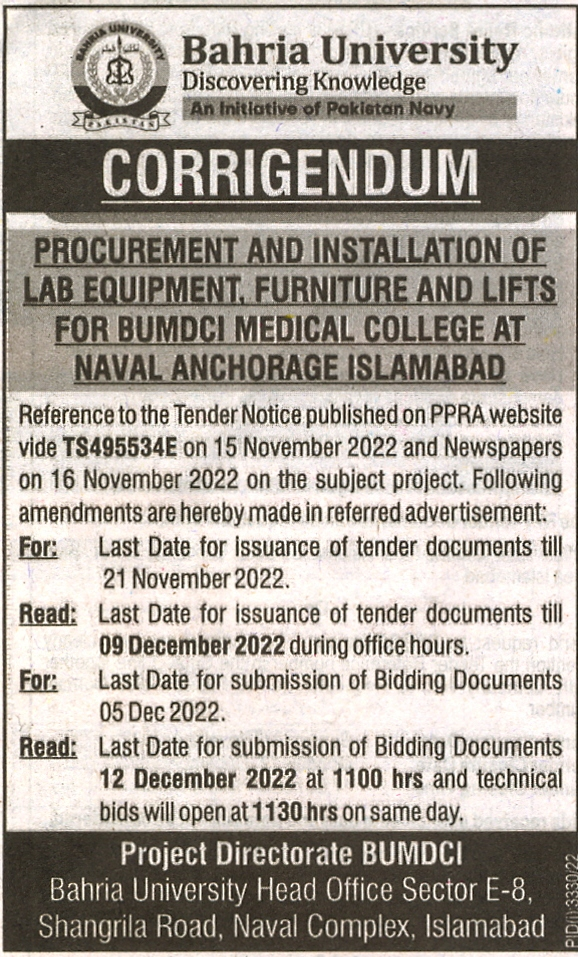 BAHRIA UNIVERSITY
PAKISTAN
Bahria University
Discovering Knowledge
An Initiative of Pakistan Navy
CORRIGENDUM
PROCUREMENT AND INSTALLATION OF
LAB EQUIPMENT, FURNITURE AND LIFTS
FOR BUMDCI MEDICAL COLLEGE AT
NAVAL ANCHORAGE ISLAMABAD
Reference to the Tender Notice published on PPRA website
vide TS495534E on 15 November 2022 and Newspapers
on 16 November 2022 on the subject project. Following
amendments are hereby made in referred advertisement:
For: Last Date for issuance of tender documents till
21 November 2022.
Read: Last Date for issuance of tender documents till
09 December 2022 during office hours.
For: Last Date for submission of Bidding Documents
05 Dec 2022.
Read: Last Date for submission of Bidding Documents
12 December 2022 at 1100 hrs and technical
bids will open at 1130 hrs on same day.
Project Directorate BUMDCI
Bahria University Head Office Sector E-8,
Shangrila Road, Naval Complex, Islamabad
PID(I)3330/22